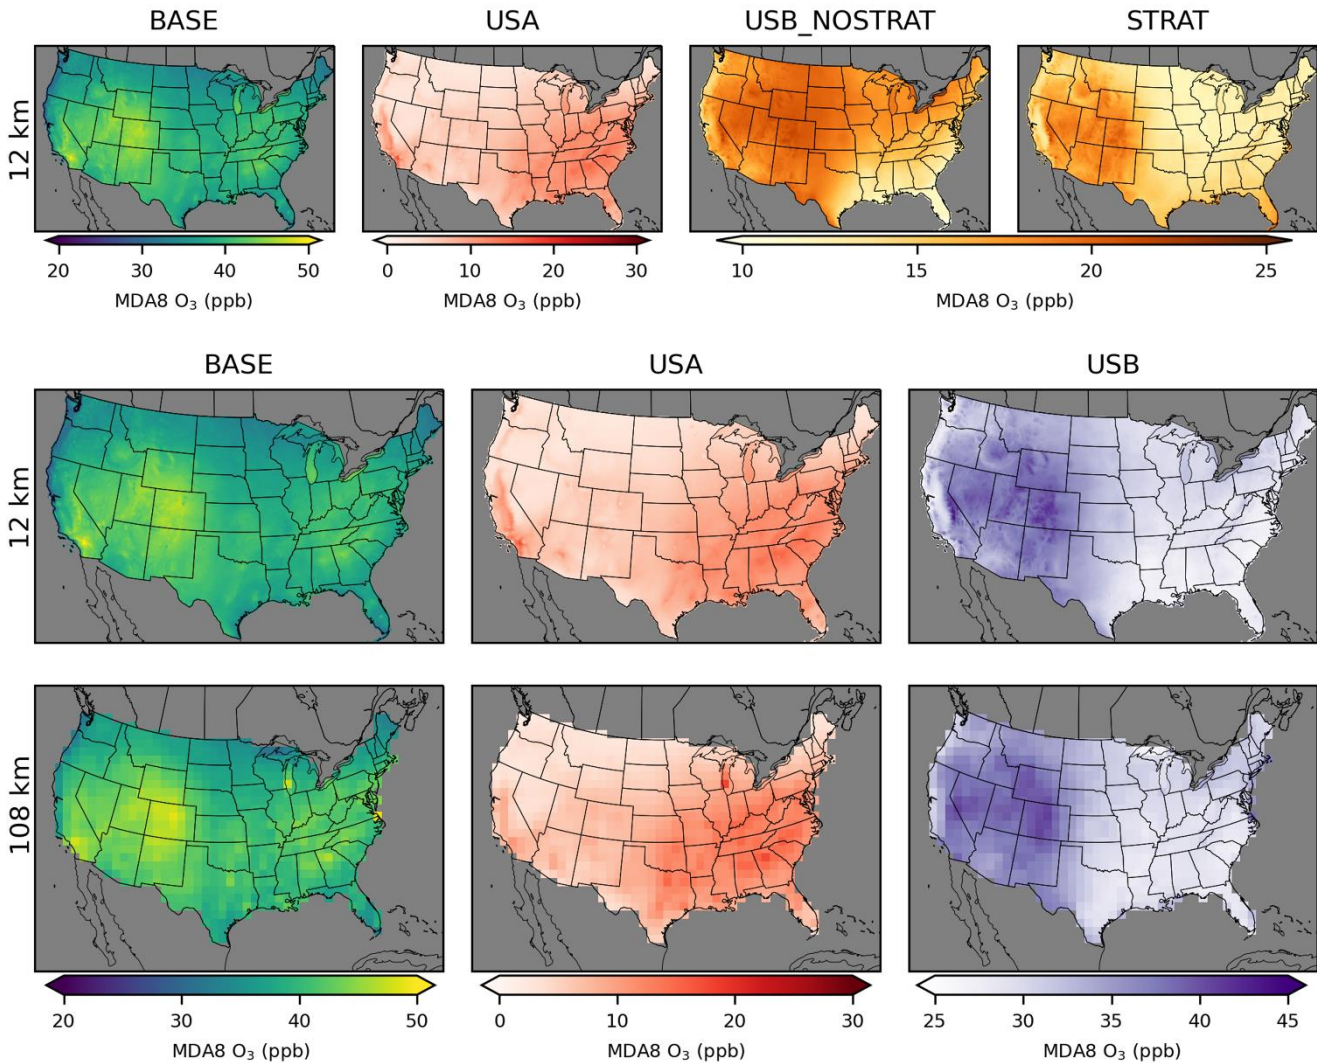 BASE USA USB_NOSTRAT STRAT
12 km
20 30 40 50 0 10 20 30 10 15 20 25
MDA8 O₃ (ppb) MDA8 O₃ (ppb) MDA8 O₃ (ppb)
BASE USA USB
12 km
108 km
20 30 40 50 0 10 20 30 25 30 35 40 45
MDA8 O₃ (ppb) MDA8 O₃ (ppb) MDA8 O₃ (ppb)